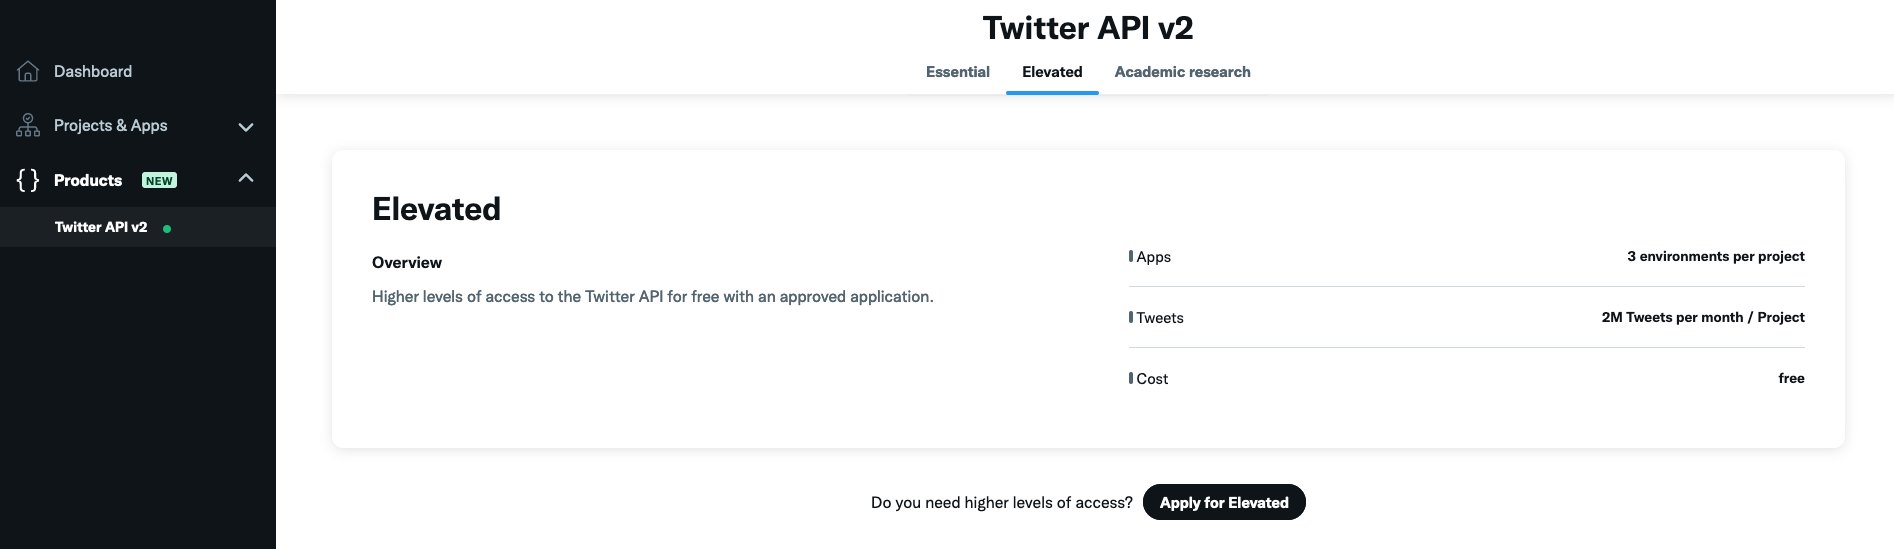 Dashboard
Projects & Apps
Products NEW
Twitter API v2
Twitter API v2
Essential Elevated Academic research
Elevated
Overview
Higher levels of access to the Twitter API for free with an approved application.
Apps 3 environments per project
Tweets 2M Tweets per month / Project
Cost free
Do you need higher levels of access? Apply for Elevated